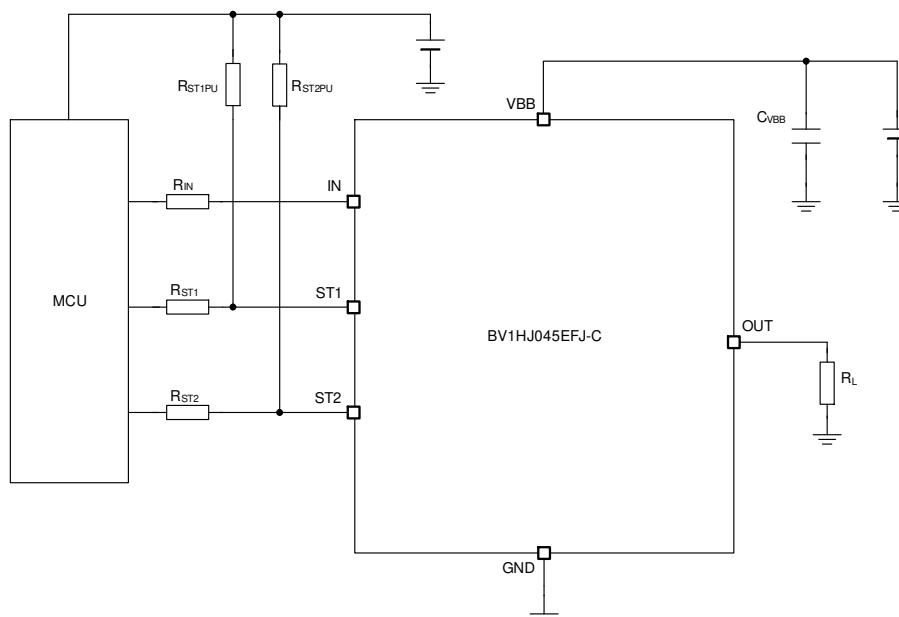 RST1PU
RST2PU
VBB
CVBB
RIN
IN
MCU
RST1
ST1
BV1HJ045EFJ-C
OUT
RL
RST2
ST2
GND